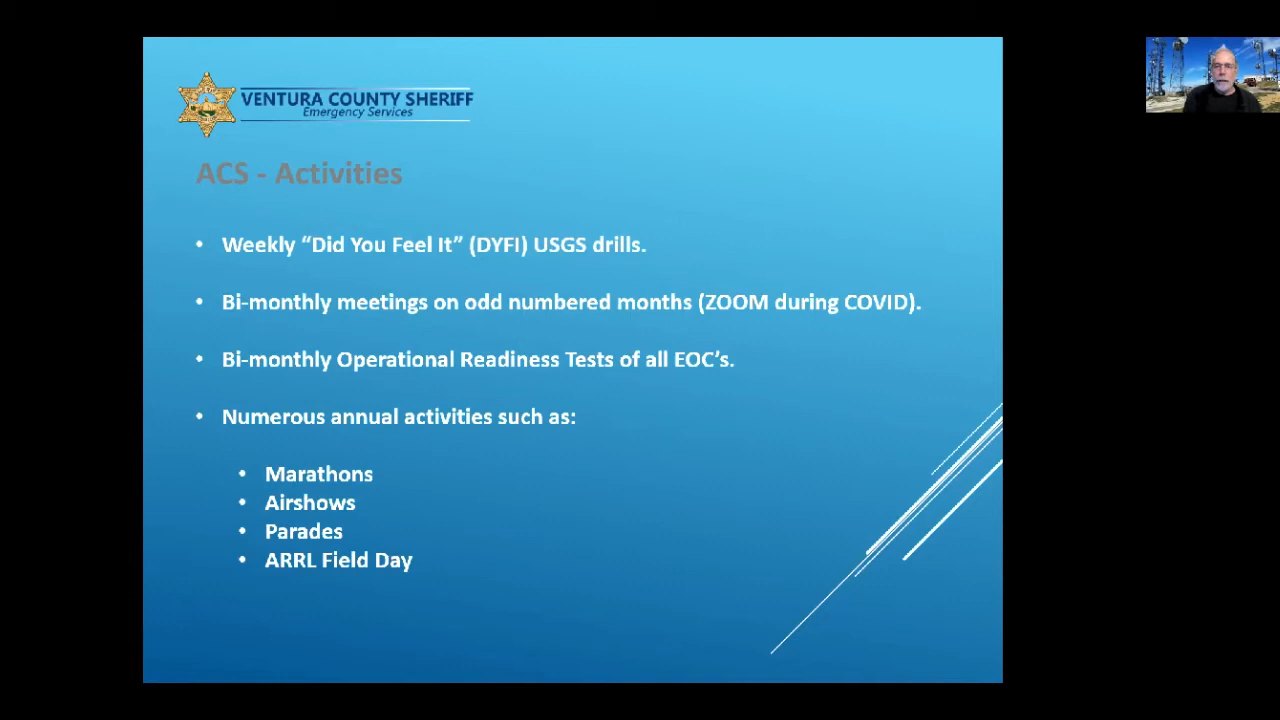 VENTURA COUNTY SHERIFF
Emergency Services
ACS - Activities
• Weekly “Did You Feel It” (DYFI) USGS drills.
• Bi-monthly meetings on odd numbered months (ZOOM during COVID).
• Bi-monthly Operational Readiness Tests of all EOC’s.
• Numerous annual activities such as:
• Marathons
• Airshows
• Parades
• ARRL Field Day